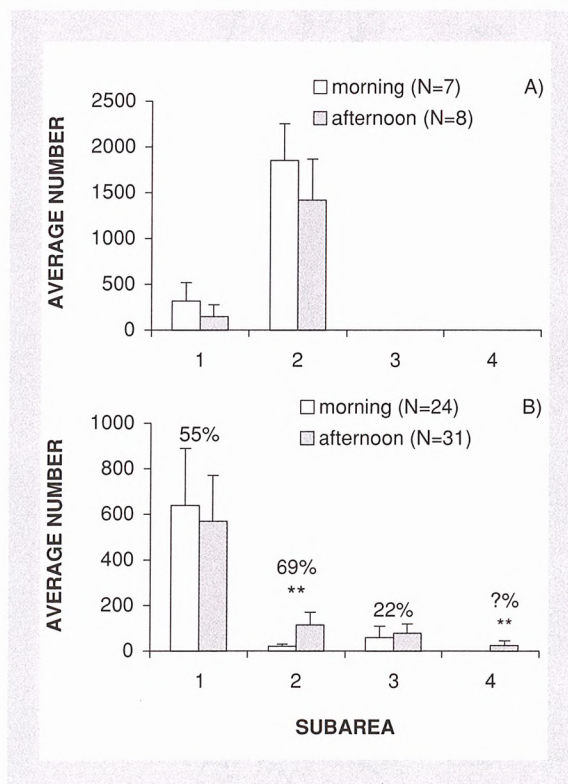 morning (N=7) A)
afternoon (N=8)
AVERAGE NUMBER
2500
2000
1500
1000
500
0
1 2 3 4
morning (N=24) B)
afternoon (N=31)
AVERAGE NUMBER
1000
800
600
400
200
0
55%
69%
**
22%
?%
**
1 2 3 4
SUBAREA